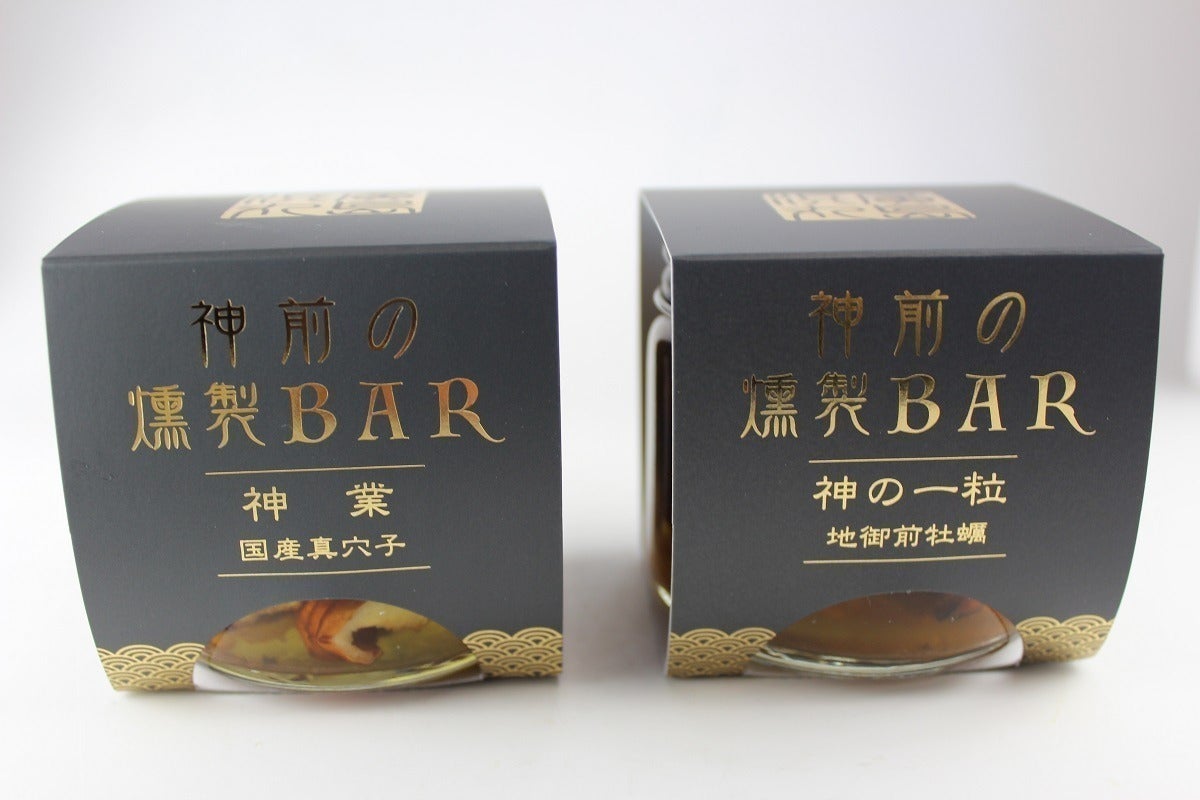 神前の
燻製BAR
神業
国産真穴子
神前の
燻製BAR
神の一粒
地御前牡蠣